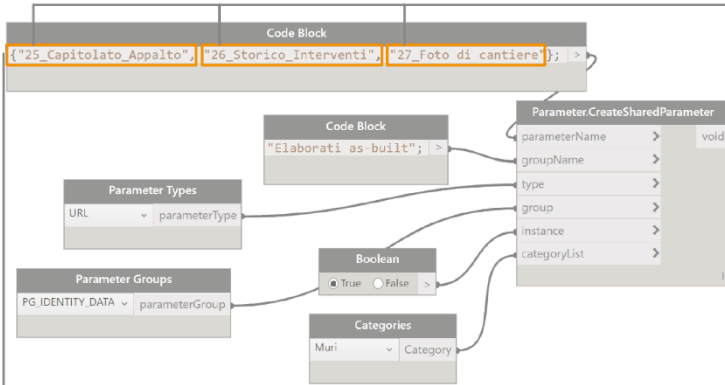 Code Block
{"25_Capitolato_Appalto", "26_Storico_Interventi", "27_Foto di cantiere"}; >
Parameter.CreateSharedParameter
parameterName > void
groupName >
type >
group >
instance >
categoryList >
Code Block
"Elaborati as-built"; >
Parameter Types
URL parameterType
Boolean
True False >
Parameter Groups
PG_IDENTITY_DATA parameterGroup
Categories
Muri Category